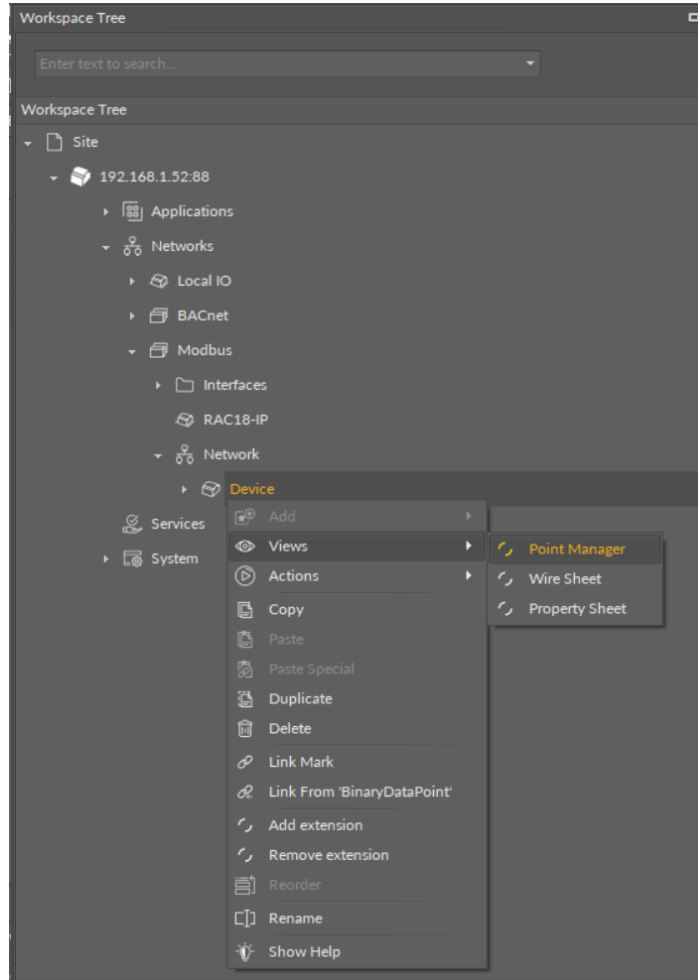 Workspace Tree
Enter text to search...
Workspace Tree
Site
192.168.1.52:88
Applications
Networks
Local IO
BACnet
Modbus
Interfaces
RAC18-IP
Network
Device
Services
System
Add
Views
Actions
Copy
Paste
Paste Special
Duplicate
Delete
Link Mark
Link From 'BinaryDataPoint'
Add extension
Remove extension
Reorder
Rename
Show Help
Point Manager
Wire Sheet
Property Sheet